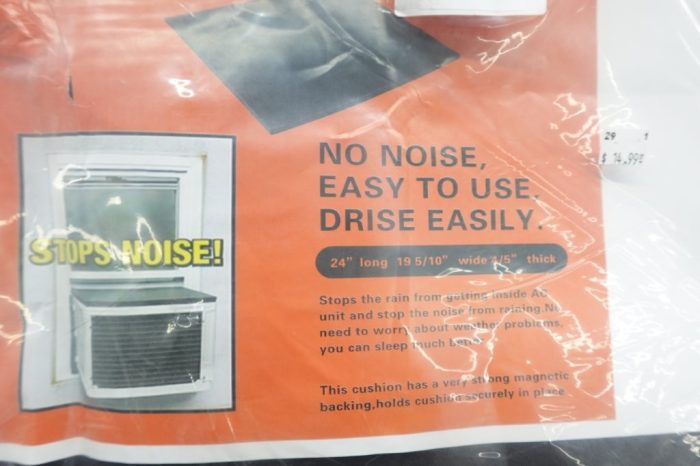 29 1
$ 14.99¢
NO NOISE,
EASY TO USE.
DRISE EASILY.
STOPS NOISE!
24" long 19 5/10" wide 4/5" thick
Stops the rain from getting inside AC
unit and stop the noise from raining.No
need to worry about weather problems,
you can sleep much better
This cushion has a very strong magnetic
backing,holds cushion securely in place